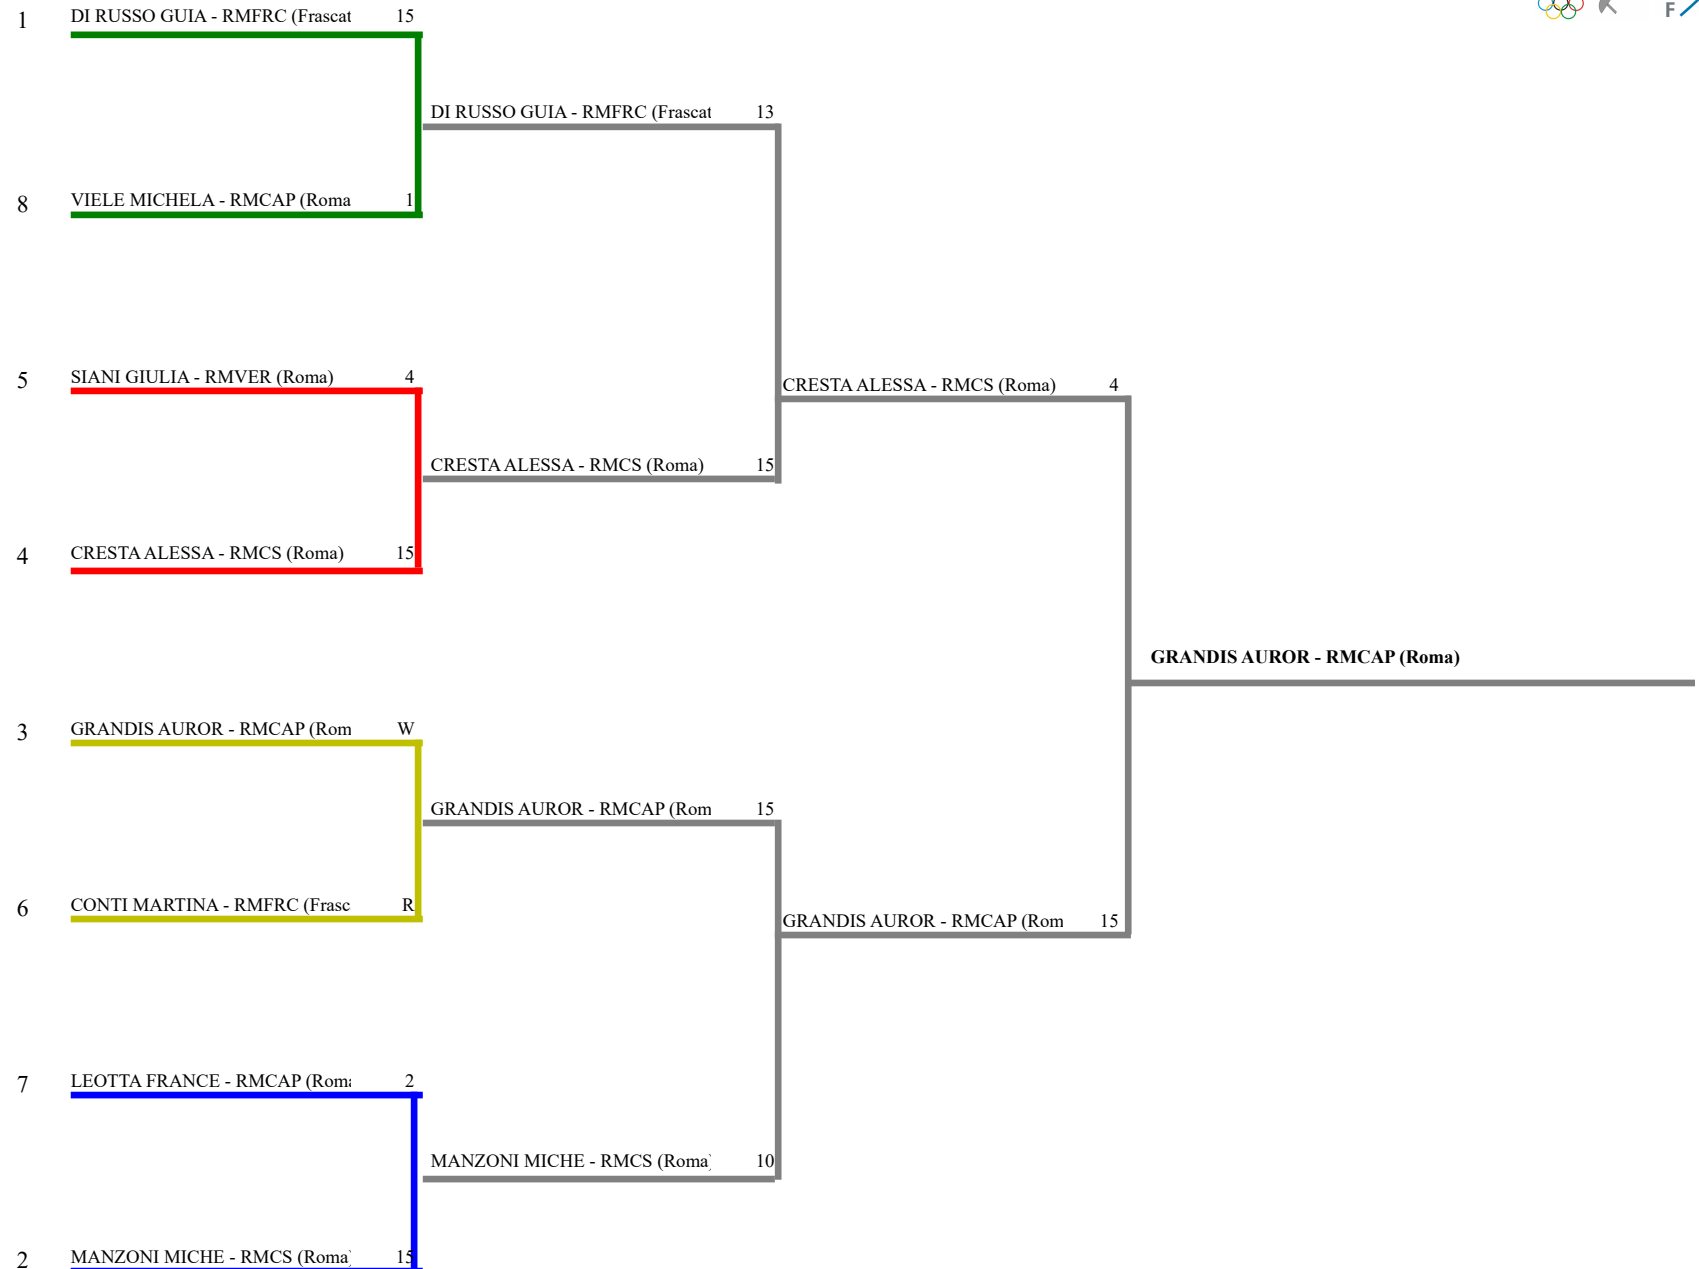 1 DI RUSSO GUIA - RMFRC (Frascat 15
F
DI RUSSO GUIA - RMFRC (Frascat 13
8 VIELE MICHELA - RMCAP (Roma 1
5 SIANI GIULIA - RMVER (Roma) 4
CRESTA ALESSA - RMCS (Roma) 4
CRESTA ALESSA - RMCS (Roma) 15
4 CRESTA ALESSA - RMCS (Roma) 15
GRANDIS AUROR - RMCAP (Roma)
3 GRANDIS AUROR - RMCAP (Rom W
GRANDIS AUROR - RMCAP (Rom 15
6 CONTI MARTINA - RMFRC (Frasc R
GRANDIS AUROR - RMCAP (Rom 15
7 LEOTTA FRANCE - RMCAP (Roma 2
MANZONI MICHE - RMCS (Roma) 10
2 MANZONI MICHE - RMCS (Roma) 15